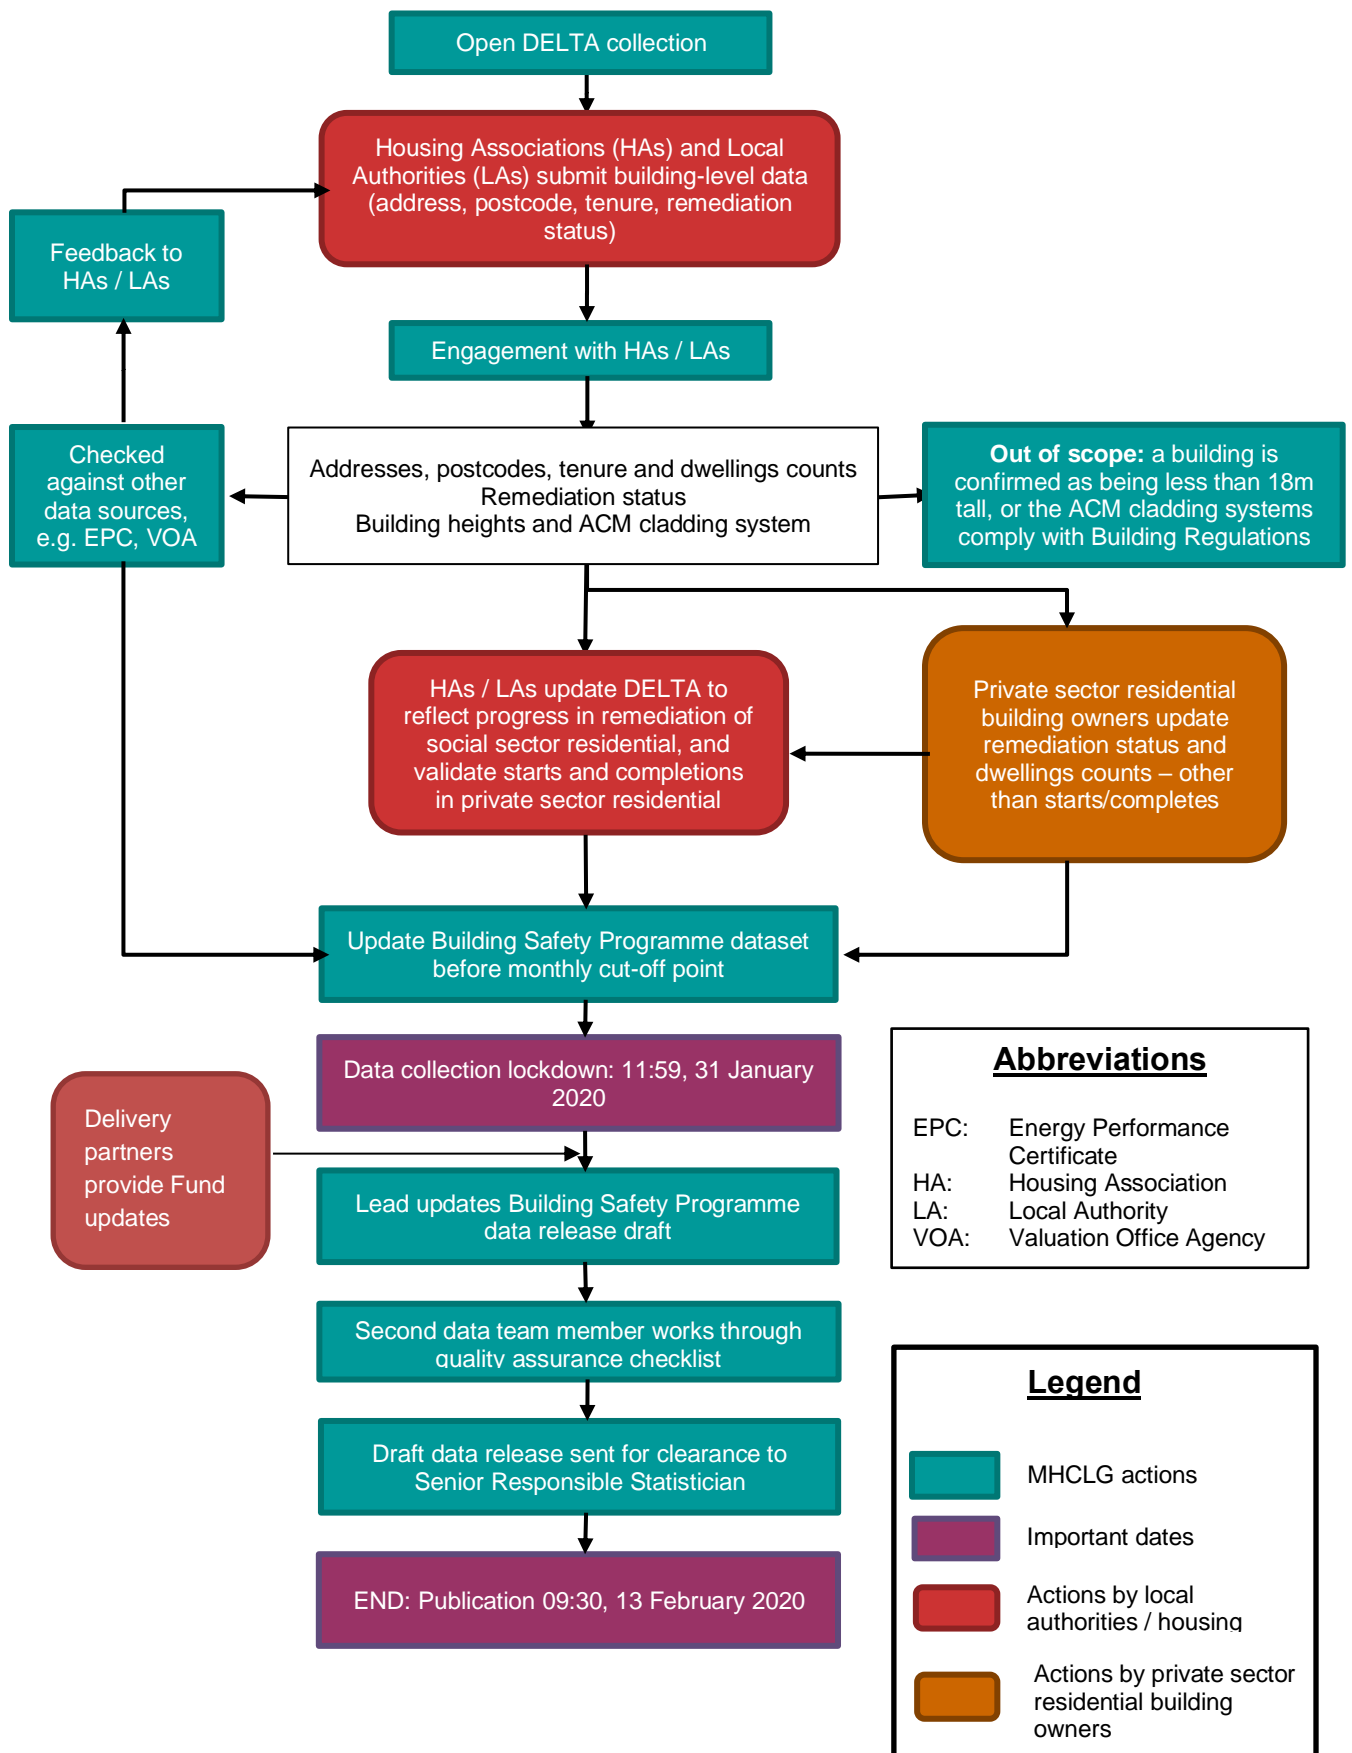 Open DELTA collection
Housing Associations (HAs) and Local
Authorities (LAs) submit building-level data
(address, postcode, tenure, remediation
status)
Feedback to
HAs / LAs
Engagement with HAs / LAs
Checked
against other
data sources,
e.g. EPC, VOA
Addresses, postcodes, tenure and dwellings counts
Remediation status
Building heights and ACM cladding system
Out of scope: a building is
confirmed as being less than 18m
tall, or the ACM cladding systems
comply with Building Regulations
HAs / LAs update DELTA to
reflect progress in remediation of
social sector residential, and
validate starts and completions
in private sector residential
Private sector residential
building owners update
remediation status and
dwellings counts – other
than starts/completes
Update Building Safety Programme dataset
before monthly cut-off point
Data collection lockdown: 11:59, 31 January
2020
Delivery
partners
provide Fund
updates
Lead updates Building Safety Programme
data release draft
Second data team member works through
quality assurance checklist
Draft data release sent for clearance to
Senior Responsible Statistician
END: Publication 09:30, 13 February 2020
Abbreviations
EPC: Energy Performance
Certificate
HA: Housing Association
LA: Local Authority
VOA: Valuation Office Agency
Legend
MHCLG actions
Important dates
Actions by local
authorities / housing
Actions by private sector
residential building
owners